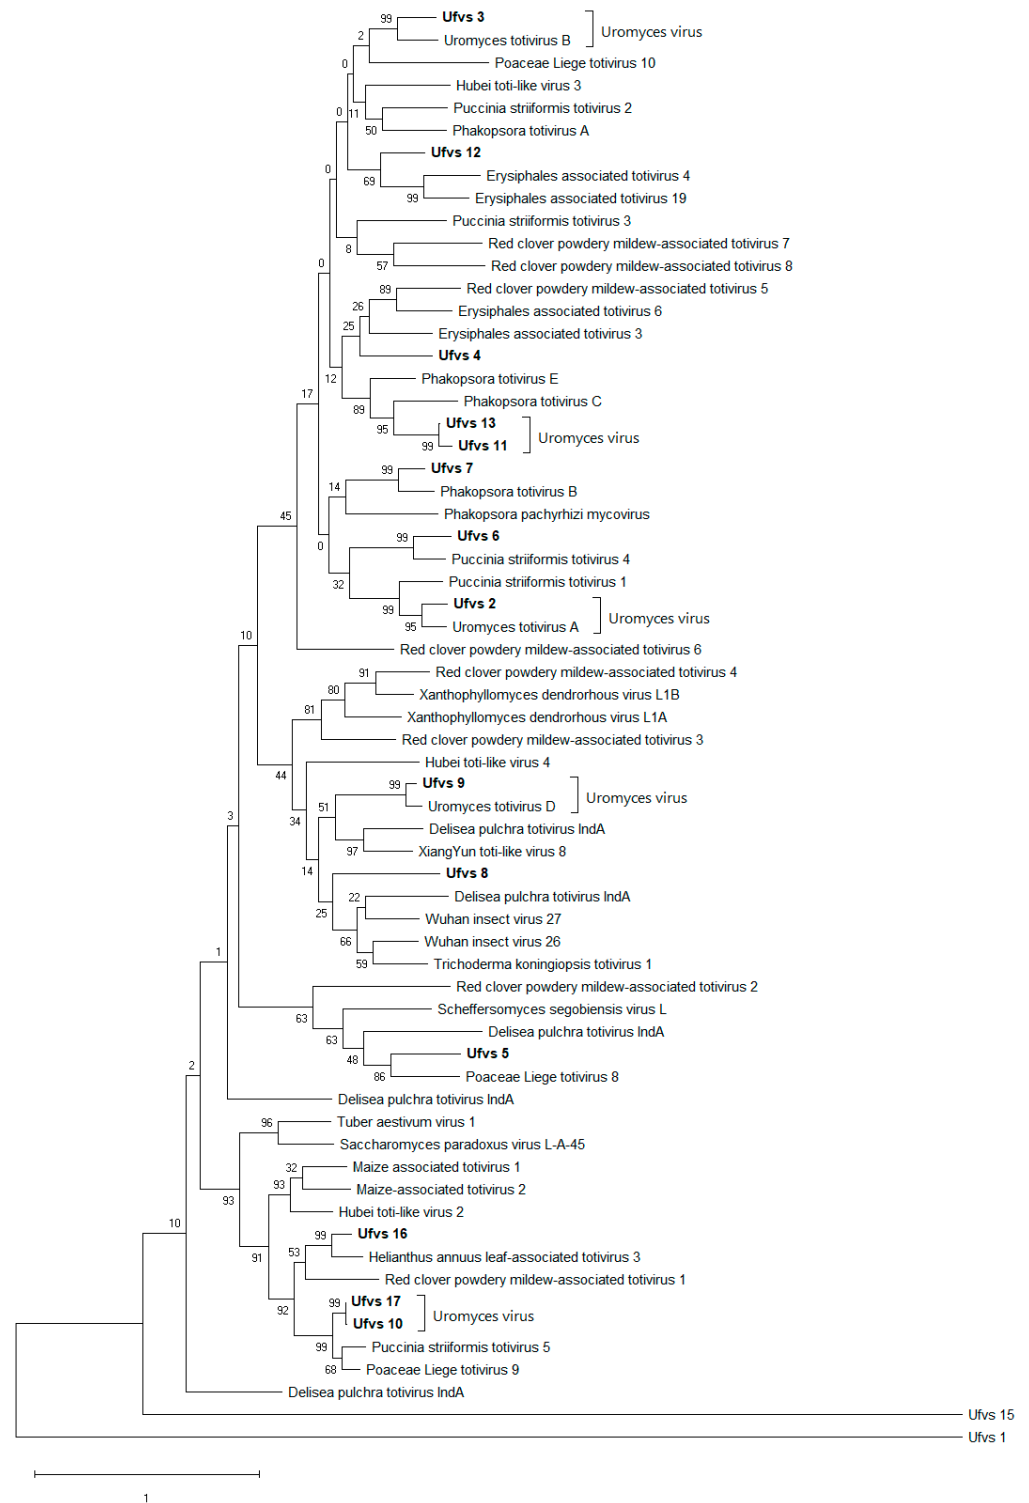 99 Ufvs 3
Uromyces totivirus B
Uromyces virus
2
Poaceae Liege totivirus 10
0
Hubei toti-like virus 3
0 11
Puccinia striiformis totivirus 2
50 Phakopsora totivirus A
Ufvs 12
0
69
Erysiphales associated totivirus 4
99 Erysiphales associated totivirus 19
Puccinia striiformis totivirus 3
8
Red clover powdery mildew-associated totivirus 7
57 Red clover powdery mildew-associated totivirus 8
0
89 Red clover powdery mildew-associated totivirus 5
26
Erysiphales associated totivirus 6
25
Erysiphales associated totivirus 3
Ufvs 4
12
Phakopsora totivirus E
17
89
Phakopsora totivirus C
95
Ufvs 13
99 Ufvs 11
Uromyces virus
99 Ufvs 7
14
Phakopsora totivirus B
Phakopsora pachyrhizi mycovirus
45
0
99 Ufvs 6
Puccinia striiformis totivirus 4
32
Puccinia striiformis totivirus 1
99
Ufvs 2
95 Uromyces totivirus A
Uromyces virus
10
Red clover powdery mildew-associated totivirus 6
91 Red clover powdery mildew-associated totivirus 4
80
Xanthophyllomyces dendrorhous virus L1B
81
Xanthophyllomyces dendrorhous virus L1A
Red clover powdery mildew-associated totivirus 3
44
Hubei toti-like virus 4
99 Ufvs 9
51
Uromyces totivirus D
Uromyces virus
3
34
Delisea pulchra totivirus IndA
97 XiangYun toti-like virus 8
14
Ufvs 8
22 Delisea pulchra totivirus IndA
25
Wuhan insect virus 27
66
Wuhan insect virus 26
59 Trichoderma koningiopsis totivirus 1
1
Red clover powdery mildew-associated totivirus 2
63
Scheffersomyces segobiensis virus L
63
Delisea pulchra totivirus IndA
48
Ufvs 5
86 Poaceae Liege totivirus 8
2
Delisea pulchra totivirus IndA
96 Tuber aestivum virus 1
Saccharomyces paradoxus virus L-A-45
32 Maize associated totivirus 1
93
Maize-associated totivirus 2
93
Hubei toti-like virus 2
10
99 Ufvs 16
91
53
Helianthus annuus leaf-associated totivirus 3
Red clover powdery mildew-associated totivirus 1
92
99 Ufvs 17
Ufvs 10
Uromyces virus
99
Puccinia striiformis totivirus 5
68 Poaceae Liege totivirus 9
Delisea pulchra totivirus IndA
Ufvs 15
Ufvs 1
1